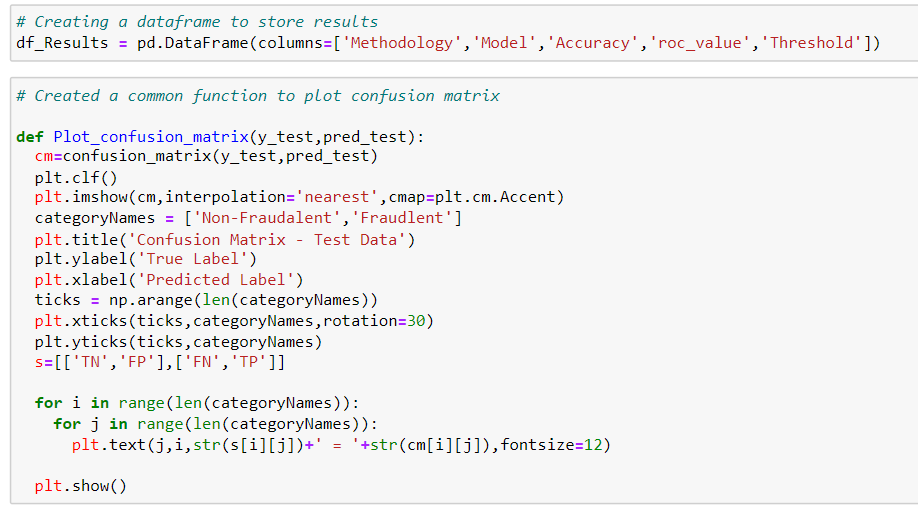 # Creating a dataframe to store results
df_Results = pd.DataFrame(columns=['Methodology','Model','Accuracy','roc_value','Threshold'])
# Created a common function to plot confusion matrix
def Plot_confusion_matrix(y_test,pred_test):
cm=confusion_matrix(y_test,pred_test)
plt.clf()
plt.imshow(cm,interpolation='nearest',cmap=plt.cm.Accent)
categoryNames = ['Non-Fraudalent','Fraudlent']
plt.title('Confusion Matrix - Test Data')
plt.ylabel('True Label')
plt.xlabel('Predicted Label')
ticks = np.arange(len(categoryNames))
plt.xticks(ticks,categoryNames,rotation=30)
plt.yticks(ticks,categoryNames)
s=[['TN','FP'],['FN','TP']]
for i in range(len(categoryNames)):
for j in range(len(categoryNames)):
plt.text(j,i,str(s[i][j])+' = '+str(cm[i][j]),fontsize=12)
plt.show()